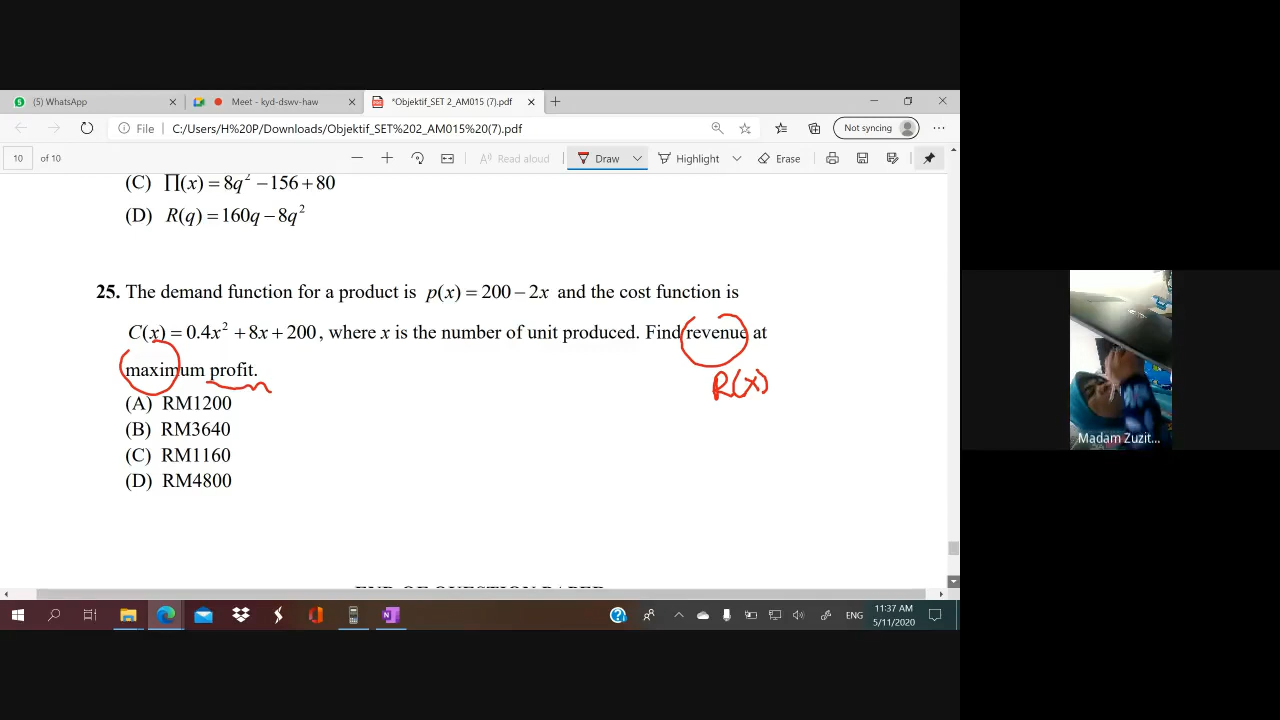 (5) WhatsApp
Meet - kyd-dswv-haw
*Objektif_SET 2_AM015 (7).pdf
File
C:/Users/H%20P/Downloads/Objektif_SET%202_AM015%20(7).pdf
Not syncing
10 of 10
Read aloud
Draw
Highlight
Erase
(C) ∏(x) = 8q² − 156 + 80
(D) R(q) = 160q − 8q²
25. The demand function for a product is p(x) = 200 − 2x and the cost function is
C(x) = 0.4x² + 8x + 200, where x is the number of unit produced. Find revenue at
maximum profit.
R(x)
(A) RM1200
(B) RM3640
(C) RM1160
(D) RM4800
END OF QUESTION PAPER
Madam Zuzit...
ENG
11:37 AM
5/11/2020